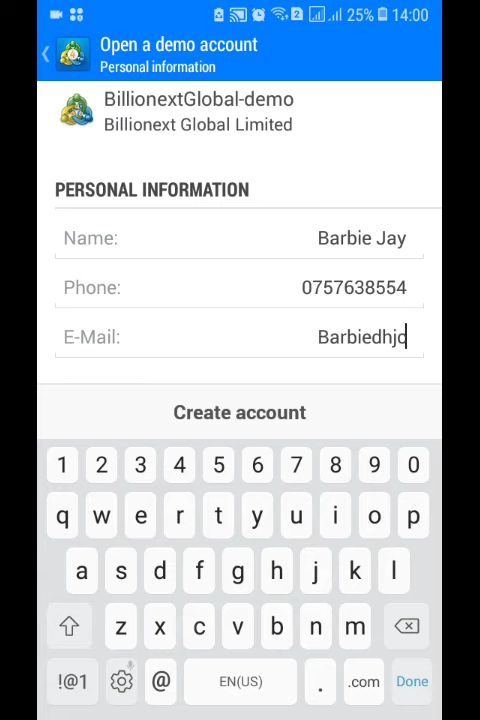 2 25% 14:00
Open a demo account
Personal information
BillionextGlobal-demo
Billionext Global Limited
PERSONAL INFORMATION
Name: Barbie Jay
Phone: 0757638554
E-Mail: Barbiedhjc
Create account
1 2 3 4 5 6 7 8 9 0
q w e r t y u i o p
a s d f g h j k l
z x c v b n m
!@1 @ EN(US) . .com Done